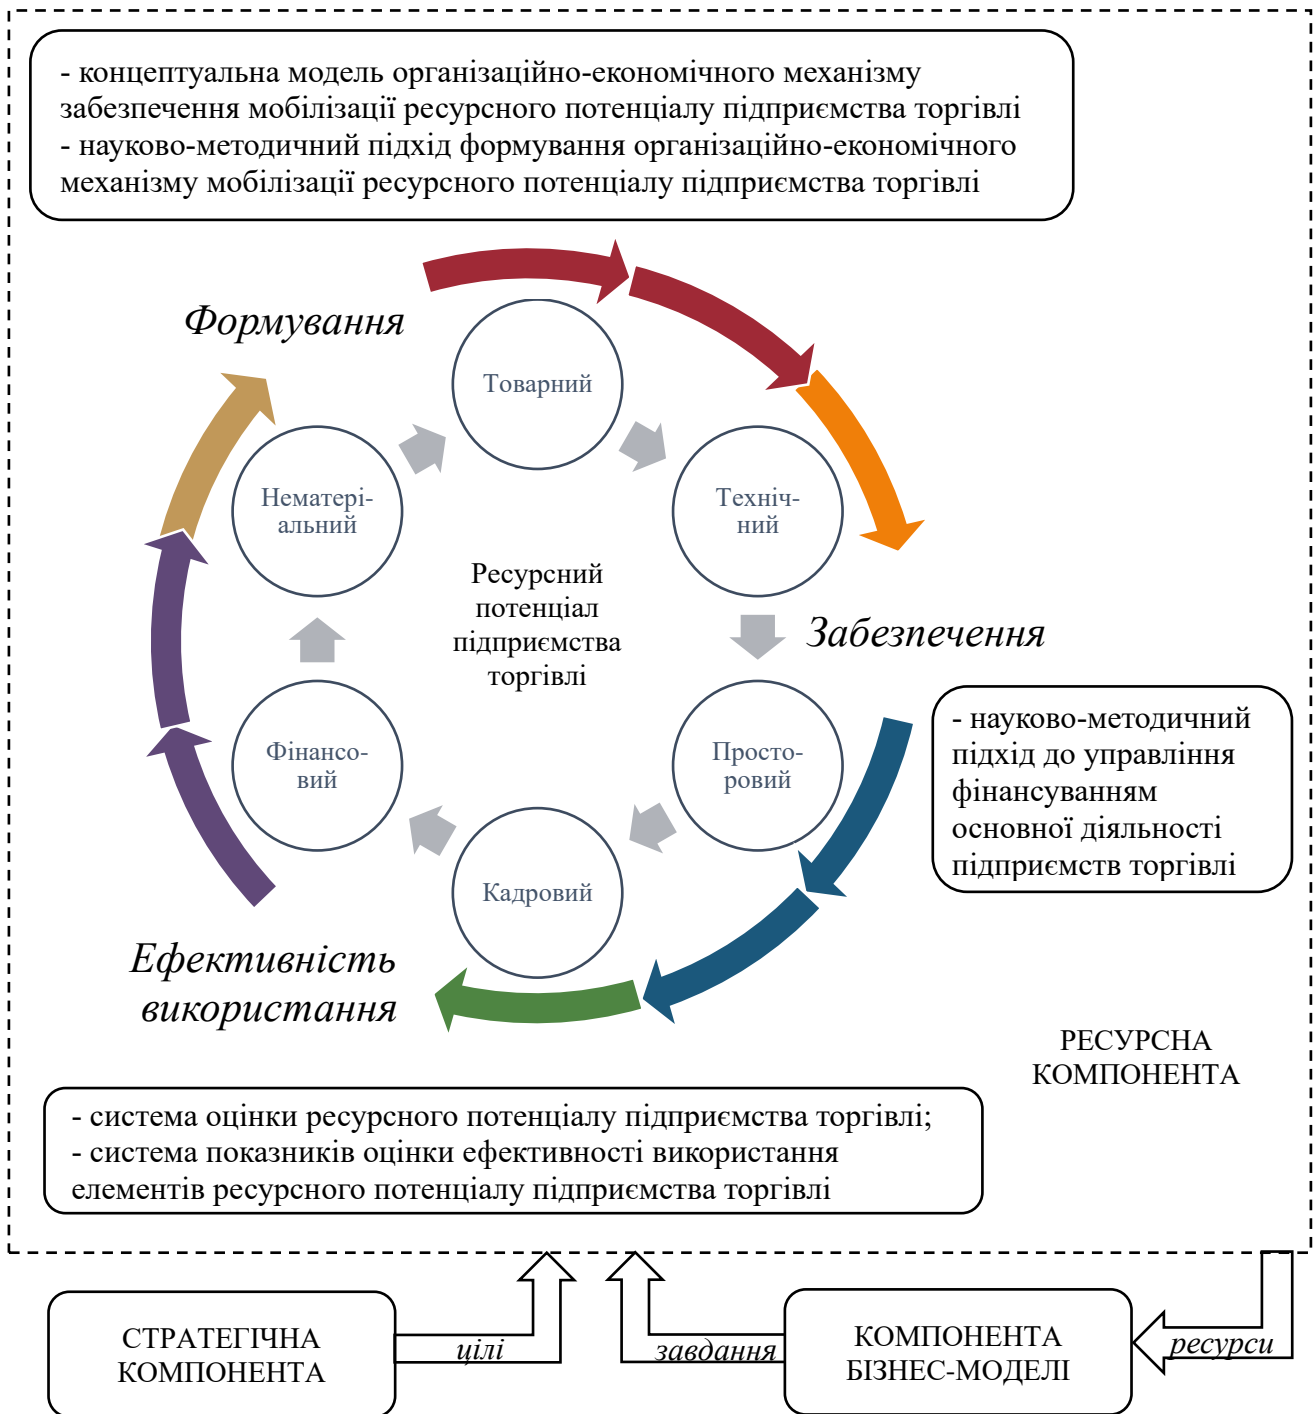 - концептуальна модель організаційно-економічного механізму
забезпечення мобілізації ресурсного потенціалу підприємства торгівлі
- науково-методичний підхід формування організаційно-економічного
механізму мобілізації ресурсного потенціалу підприємства торгівлі
Формування
Товарний
Нематері-
альний
Техніч-
ний
Ресурсний
потенціал
підприємства
торгівлі
Забезпечення
Фінансо-
вий
Просто-
ровий
- науково-методичний
підхід до управління
фінансуванням
основної діяльності
підприємств торгівлі
Кадровий
Ефективність
використання
РЕСУРСНА
КОМПОНЕНТА
- система оцінки ресурсного потенціалу підприємства торгівлі;
- система показників оцінки ефективності використання
елементів ресурсного потенціалу підприємства торгівлі
СТРАТЕГІЧНА
КОМПОНЕНТА
цілі
завдання
КОМПОНЕНТА
БІЗНЕС-МОДЕЛІ
ресурси